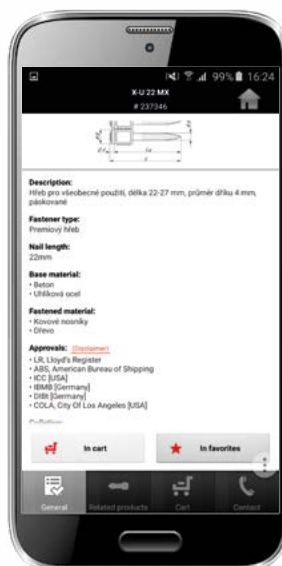 99% 16:24
X-U 22 MX
# 237346
Description:
Hřeb pro všeobecné použití, délka 22-27 mm, průměr dříku 4 mm,
páskované
Fastener type:
Premiový hřeb
Nail length:
22mm
Base material:
• Beton
• Uhlíková ocel
Fastened material:
• Kovové nosníky
• Dřevo
Approvals: (Disclaimer)
• LR, Lloyd's Register
• ABS, American Bureau of Shipping
• ICC [USA]
• IBMB [Germany]
• DIBt [Germany]
• COLA, City Of Los Angeles [USA]
In cart
In favorites
General
Related products
Cart
Contact